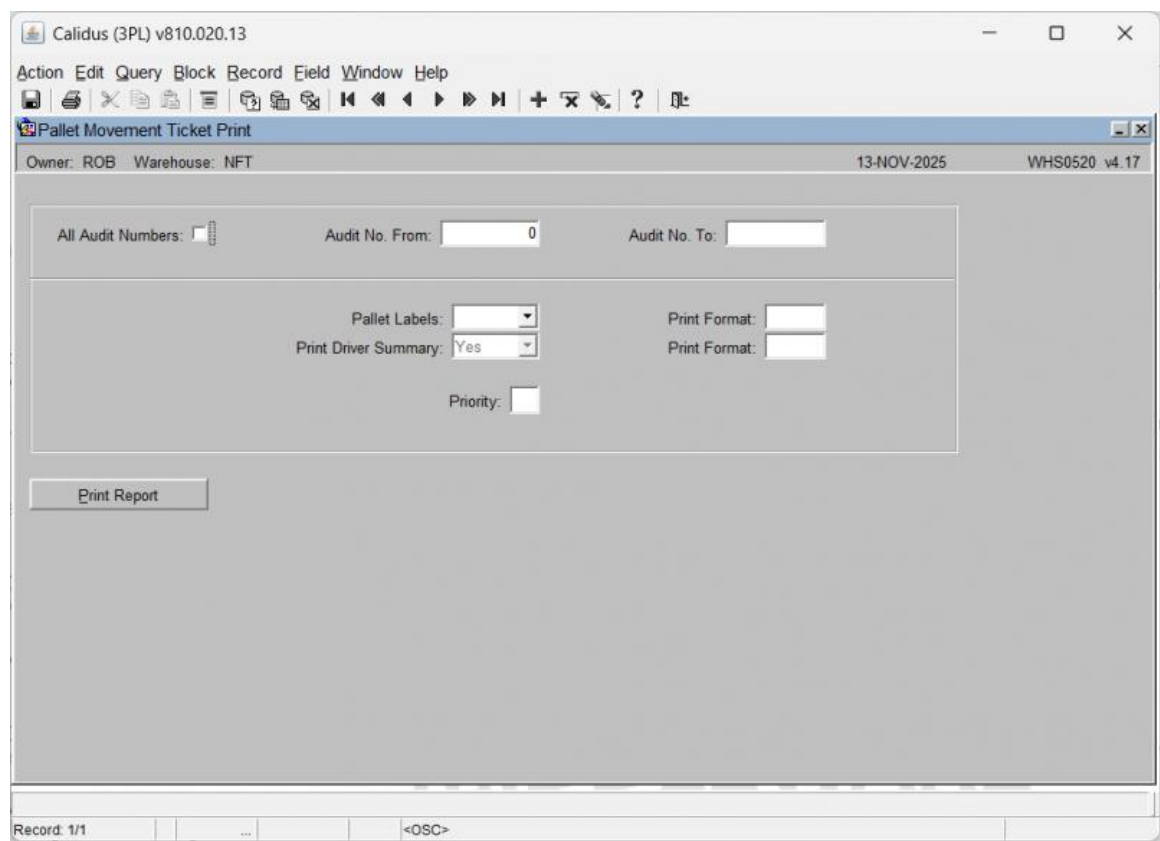 Calidus (3PL) v810.020.13
Action Edit Query Block Record Field Window Help
Pallet Movement Ticket Print
Owner: ROB Warehouse: NFT 13-NOV-2025 WHS0520 v4.17
All Audit Numbers: Audit No. From: 0 Audit No. To:
Pallet Labels: Print Format:
Print Driver Summary: Yes Print Format:
Priority:
Print Report
Record: 1/1 ... <OSC>